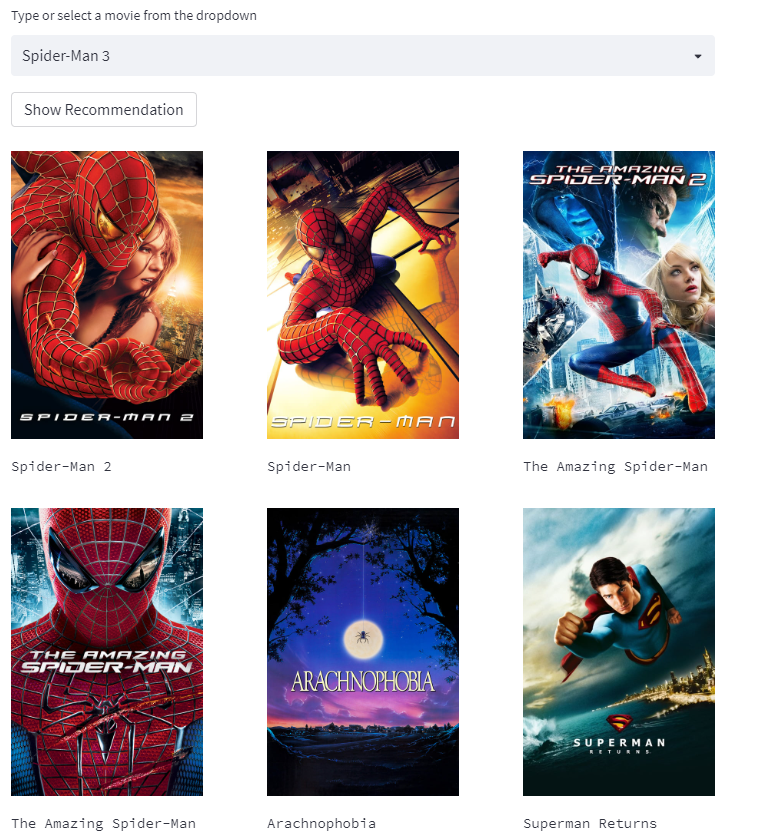 Type or select a movie from the dropdown
Spider-Man 3
Show Recommendation
SPIDER-MAN 2
SPIDER-MAN
THE AMAZING
SPIDER-MAN 2
Spider-Man 2
Spider-Man
The Amazing Spider-Man
THE AMAZING
SPIDER-MAN
ARACHNOPHOBIA
SUPERMAN
RETURNS
The Amazing Spider-Man
Arachnophobia
Superman Returns